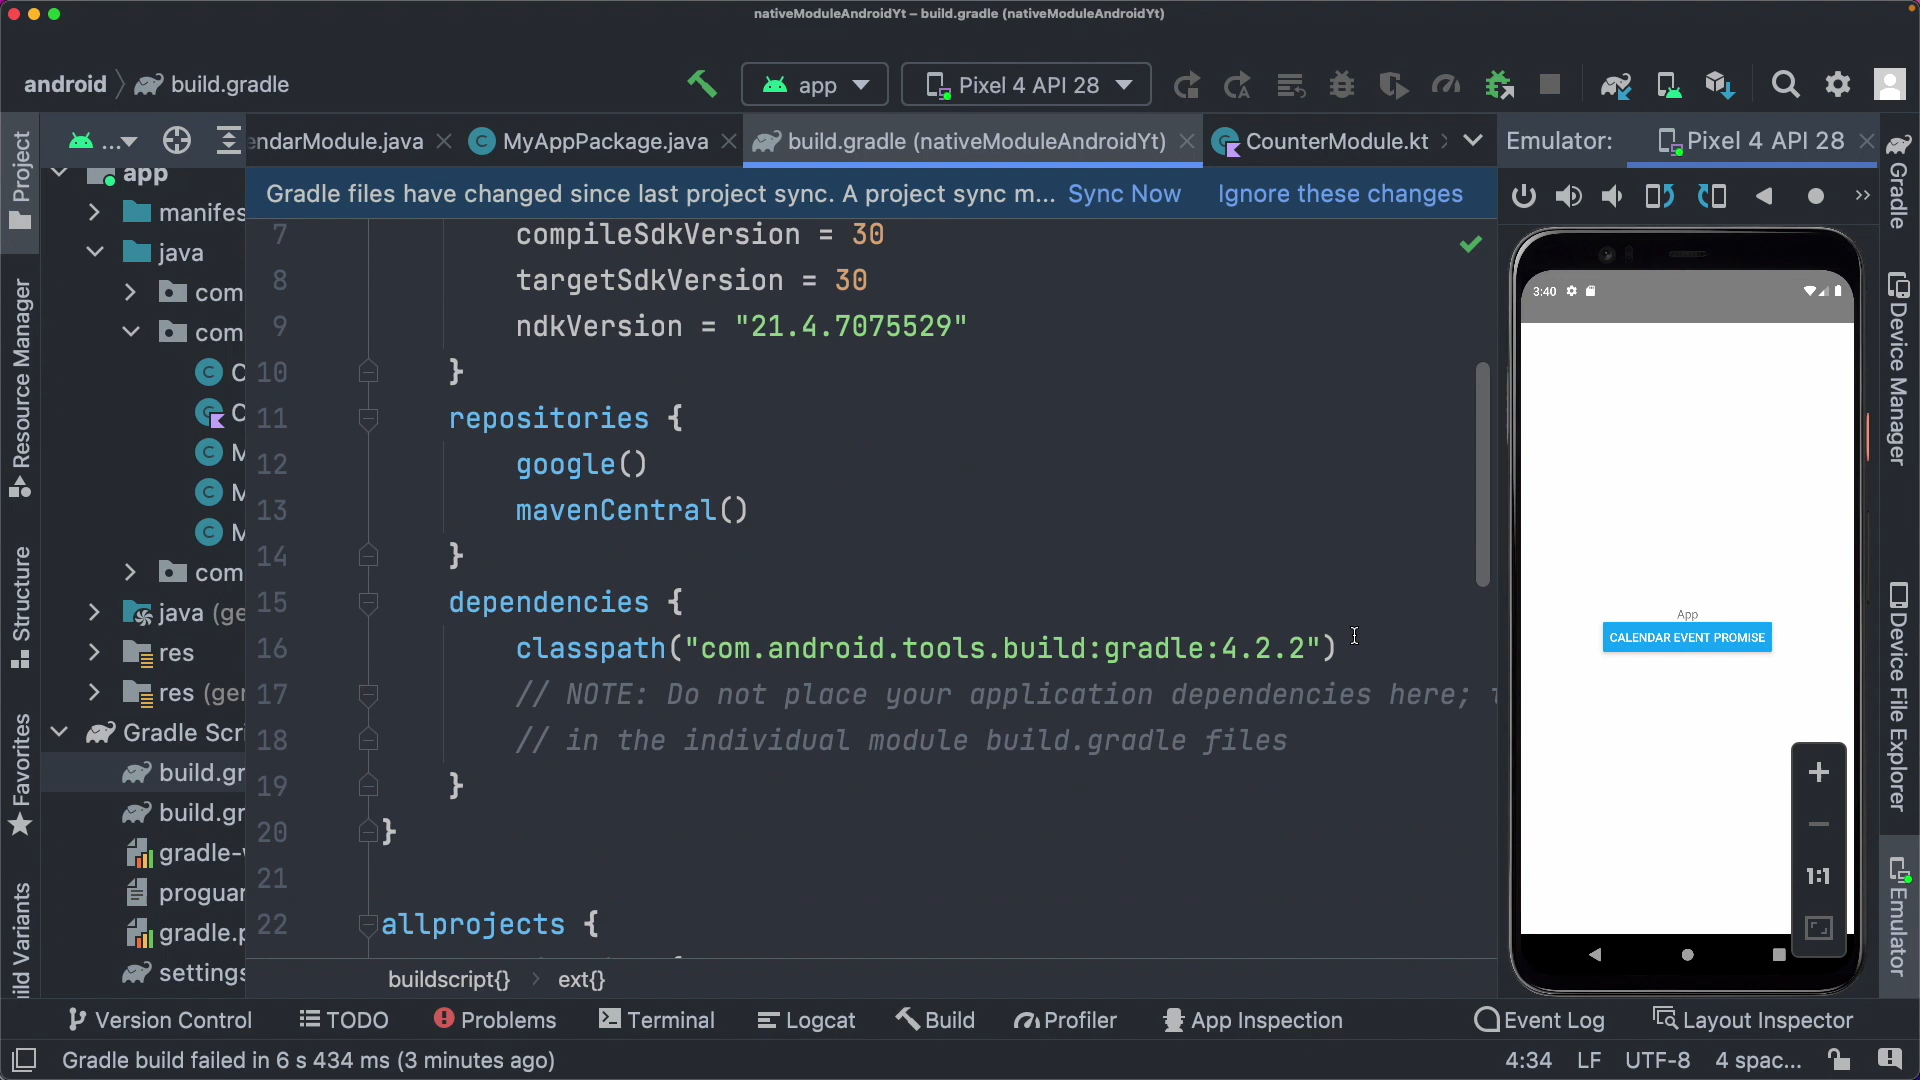 nativeModuleAndroidYt – build.gradle (nativeModuleAndroidYt)
android
build.gradle
app
Pixel 4 API 28
...
endarModule.java
MyAppPackage.java
build.gradle (nativeModuleAndroidYt)
CounterModule.kt
Emulator:
Pixel 4 API 28
Gradle files have changed since last project sync. A project sync m...
Sync Now
Ignore these changes
Project
Resource Manager
Structure
Favorites
ild Variants
app
manifes
java
com
com
C
C
M
M
M
com
java (ge
res
res (ger
Gradle Scri
build.gr
build.gr
gradle-w
proguar
gradle.p
settings
7 compileSdkVersion = 30
8 targetSdkVersion = 30
9 ndkVersion = "21.4.7075529"
10 }
11 repositories {
12 google()
13 mavenCentral()
14 }
15 dependencies {
16 classpath("com.android.tools.build:gradle:4.2.2")
17 // NOTE: Do not place your application dependencies here; t
18 // in the individual module build.gradle files
19 }
20 }
21
22 allprojects {
buildscript{}
ext{}
3:40
App
CALENDAR EVENT PROMISE
1:1
Gradle
Device Manager
Device File Explorer
Emulator
Version Control
TODO
Problems
Terminal
Logcat
Build
Profiler
App Inspection
Event Log
Layout Inspector
Gradle build failed in 6 s 434 ms (3 minutes ago)
4:34
LF
UTF-8
4 spac...